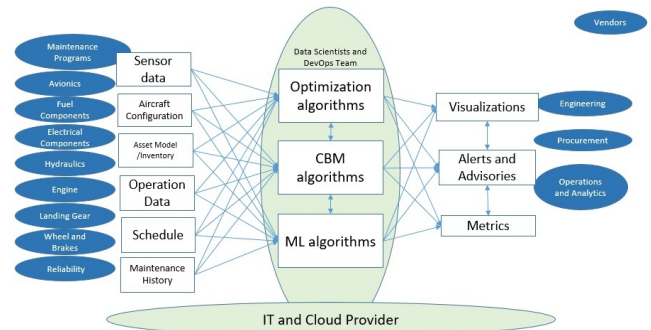 Vendors
Data Scientists and
DevOps Team
Maintenance
Programs
Avionics
Fuel
Components
Electrical
Components
Hydraulics
Engine
Landing Gear
Wheel and
Brakes
Reliability
Sensor
data
Aircraft
Configuration
Asset Model
/Inventory
Operation
Data
Schedule
Maintenance
History
Optimization
algorithms
CBM
algorithms
ML algorithms
Visualizations
Alerts and
Advisories
Metrics
Engineering
Procurement
Operations
and Analytics
IT and Cloud Provider